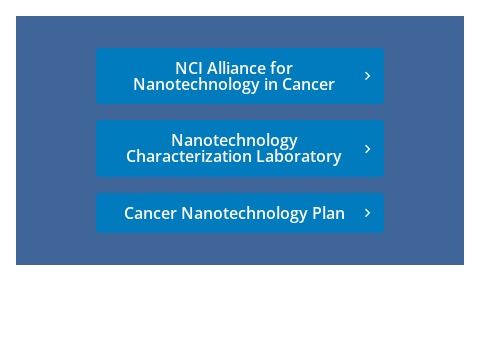 NCI Alliance for
Nanotechnology in Cancer
Nanotechnology
Characterization Laboratory
Cancer Nanotechnology Plan